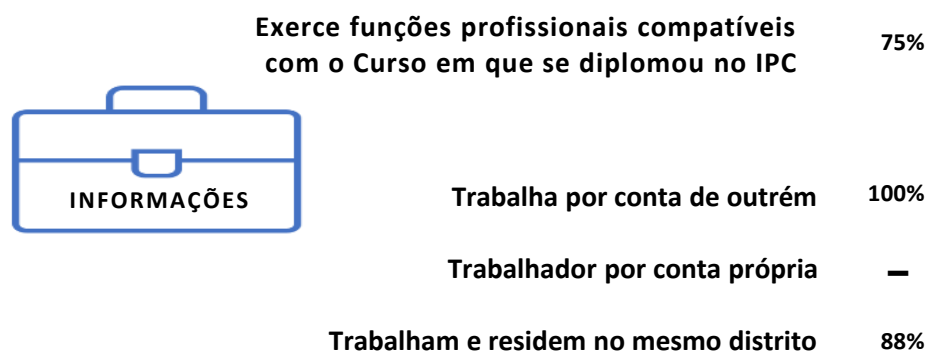 Exerce funções profissionais compatíveis
com o Curso em que se diplomou no IPC
75%
INFORMAÇÕES
Trabalha por conta de outrém
100%
Trabalhador por conta própria
–
Trabalham e residem no mesmo distrito
88%